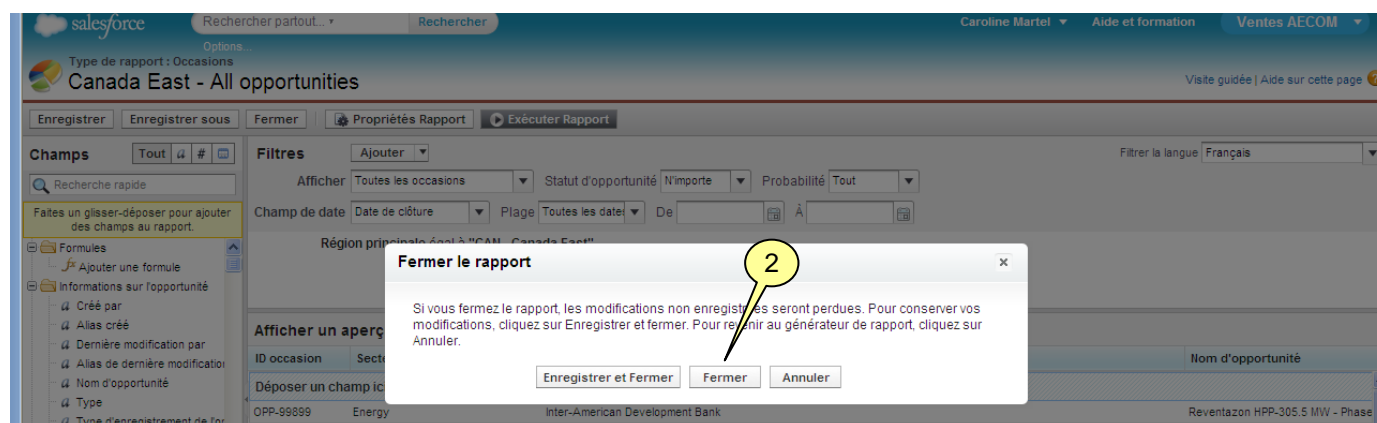 salesforce Rechercher partout... Rechercher Caroline Martel Aide et formation Ventes AECOM
Options...
Type de rapport : Occasions
Canada East - All opportunities
Visite guidée | Aide sur cette page
Enregistrer Enregistrer sous Fermer Propriétés Rapport Exécuter Rapport
Champs Tout a # Filtres Ajouter Filtrer la langue Français
Recherche rapide Afficher Toutes les occasions Statut d'opportunité N'importe Probabilité Tout
Faites un glisser-déposer pour ajouter
des champs au rapport.
Champ de date Date de clôture Plage Toutes les date De À
Formules
Ajouter une formule
Région principale égal à "CAN - Canada East"
Informations sur l'opportunité
a Créé par
a Alias créé
a Dernière modification par
a Alias de dernière modification
a Nom d'opportunité
a Type
a Type d'enregistrement de l'op
Fermer le rapport x
2
Si vous fermez le rapport, les modifications non enregistrées seront perdues. Pour conserver vos
modifications, cliquez sur Enregistrer et fermer. Pour revenir au générateur de rapport, cliquez sur
Annuler.
Enregistrer et Fermer Fermer Annuler
Afficher un aperç
ID occasion Secte Nom d'opportunité
Déposer un champ ic
OPP-99899 Energy Inter-American Development Bank Reventazon HPP-305.5 MW - Phase